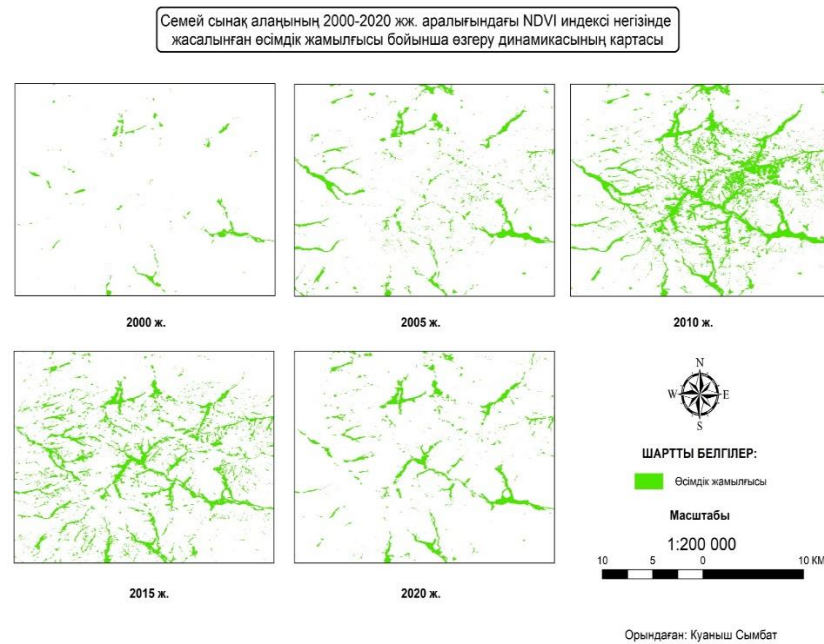 Семей сынақ алаңының 2000-2020 жж. аралығындағы NDVI индексі негізінде
жасалынған өсімдік жамылғысы бойынша өзгеру динамикасының картасы
2000 ж.
2005 ж.
2010 ж.
2015 ж.
2020 ж.
N
W E
S
ШАРТТЫ БЕЛГІЛЕР:
Өсімдік жамылғысы
Масштабы
1:200 000
10 5 0 10 КМ
Орындаған: Куаныш Сымбат